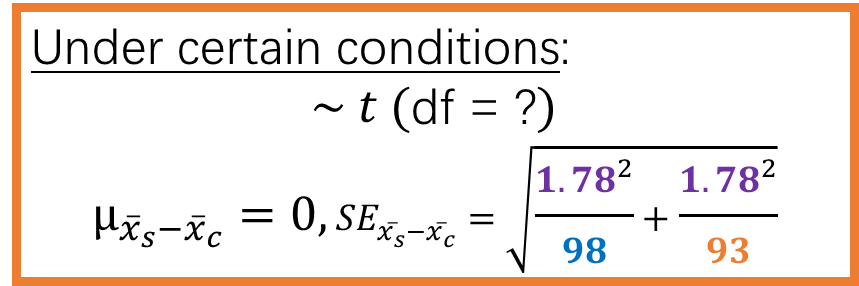 Under certain conditions:
~ t (df = ?)
μ_{x̄_s−x̄_c} = 0, SE_{x̄_s−x̄_c} = √(1.78²/98 + 1.78²/93)